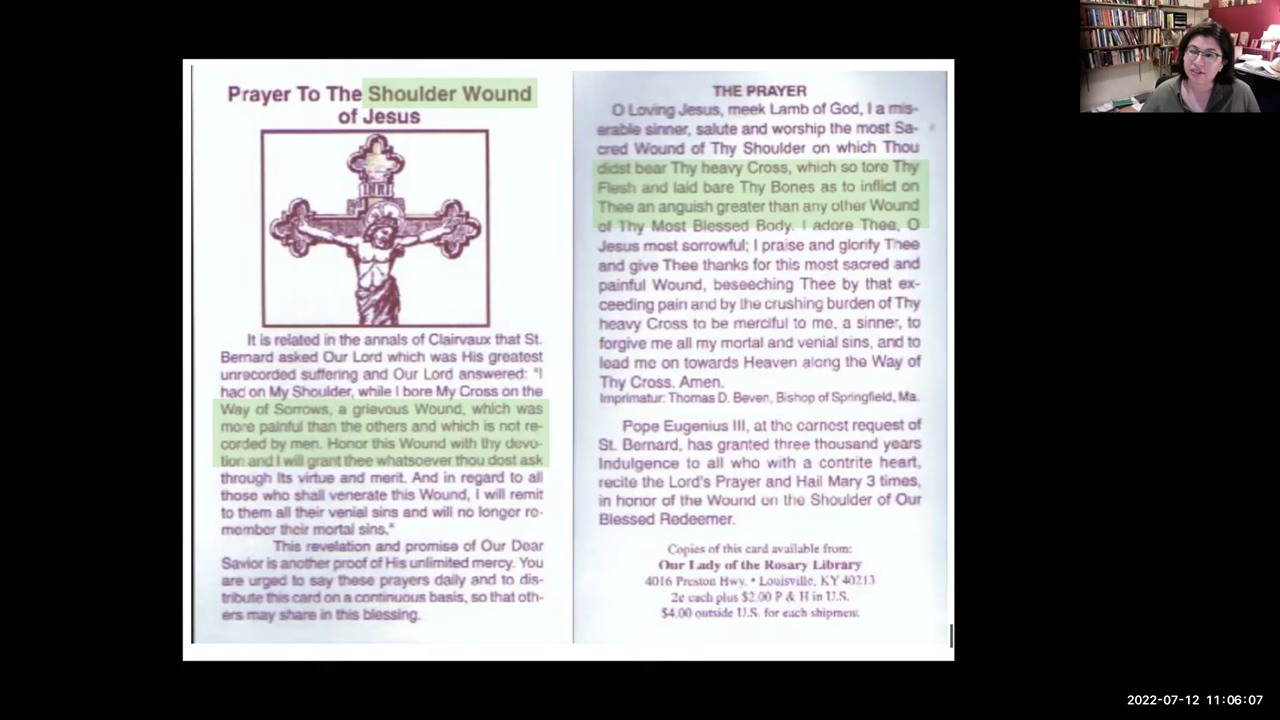 Prayer To The Shoulder Wound
of Jesus
INRI
It is related in the annals of Clairvaux that St.
Bernard asked Our Lord which was His greatest
unrecorded suffering and Our Lord answered: "I
had on My Shoulder, while I bore My Cross on the
Way of Sorrows, a grievous Wound, which was
more painful than the others and which is not re-
corded by men. Honor this Wound with thy devo-
tion and I will grant thee whatsoever thou dost ask
through Its virtue and merit. And in regard to all
those who shall venerate this Wound, I will remit
to them all their venial sins and will no longer re-
member their mortal sins."
This revelation and promise of Our Dear
Savior is another proof of His unlimited mercy. You
are urged to say these prayers daily and to dis-
tribute this card on a continuous basis, so that oth-
ers may share in this blessing.
THE PRAYER
O Loving Jesus, meek Lamb of God, I a mis-
erable sinner, salute and worship the most Sa-
cred Wound of Thy Shoulder on which Thou
didst bear Thy heavy Cross, which so tore Thy
Flesh and laid bare Thy Bones as to inflict on
Thee an anguish greater than any other Wound
of Thy Most Blessed Body. I adore Thee, O
Jesus most sorrowful; I praise and glorify Thee
and give Thee thanks for this most sacred and
painful Wound, beseeching Thee by that ex-
ceeding pain and by the crushing burden of Thy
heavy Cross to be merciful to me, a sinner, to
forgive me all my mortal and venial sins, and to
lead me on towards Heaven along the Way of
Thy Cross. Amen.
Imprimatur: Thomas D. Beven, Bishop of Springfield, Ma.
Pope Eugenius III, at the earnest request of
St. Bernard, has granted three thousand years
Indulgence to all who with a contrite heart,
recite the Lord's Prayer and Hail Mary 3 times,
in honor of the Wound on the Shoulder of Our
Blessed Redeemer.
Copies of this card available from:
Our Lady of the Rosary Library
4016 Preston Hwy. • Louisville, KY 40213
2¢ each plus $2.00 P & H in U.S.
$4.00 outside U.S. for each shipment
2022-07-12 11:06:07